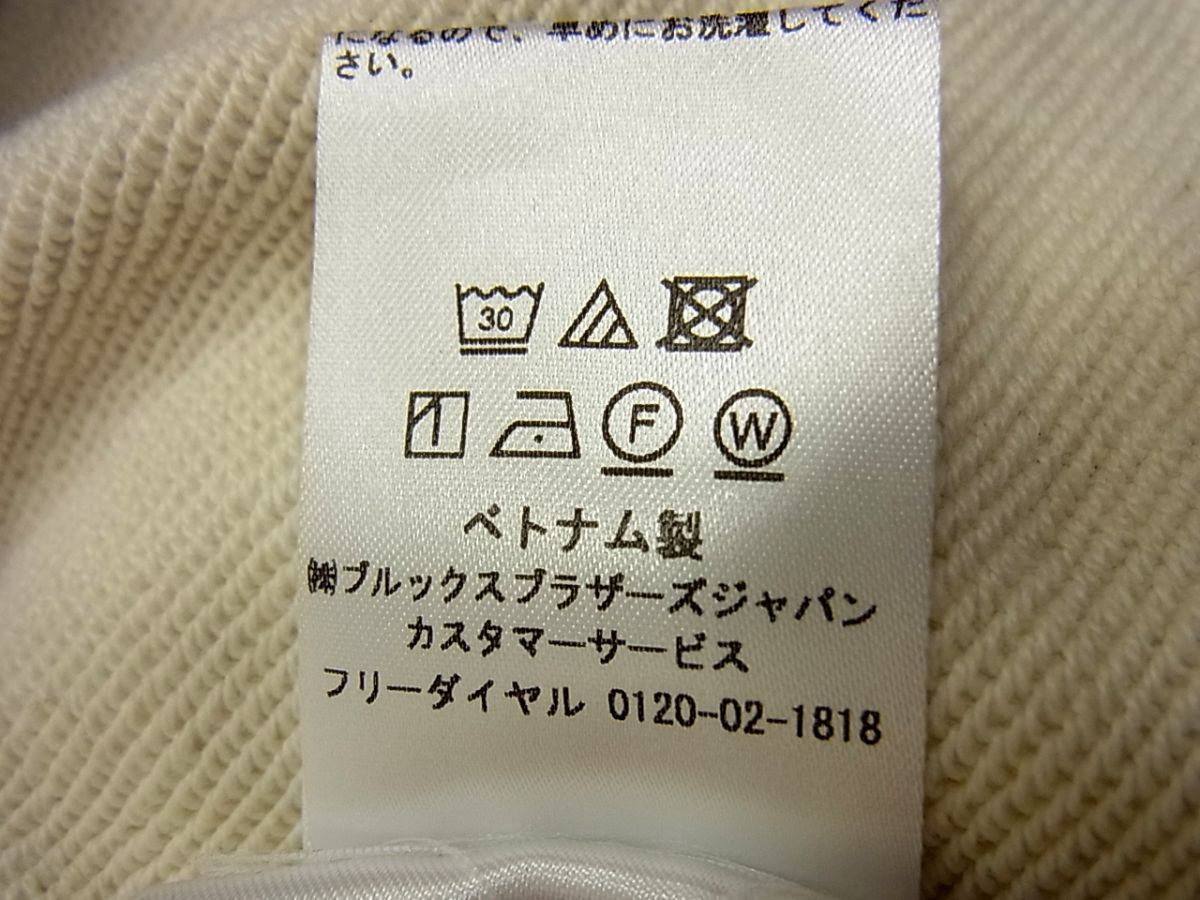 になるので、早めにお洗濯してくだ
さい。
30
F W
ベトナム製
㈱ブルックスブラザーズジャパン
カスタマーサービス
フリーダイヤル 0120-02-1818